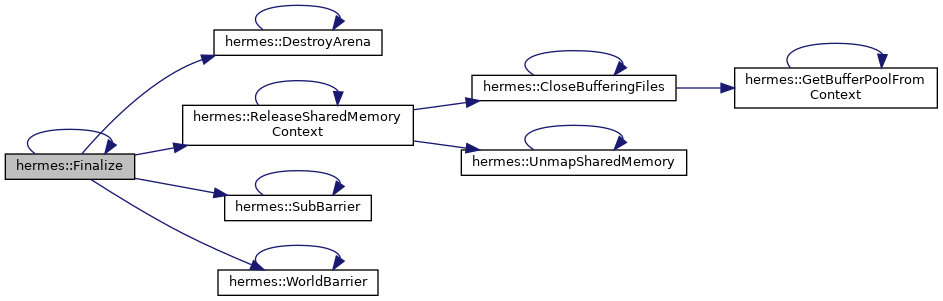 hermes::DestroyArena
hermes::CloseBufferingFiles
hermes::GetBufferPoolFrom
Context
hermes::ReleaseSharedMemory
Context
hermes::Finalize
hermes::UnmapSharedMemory
hermes::SubBarrier
hermes::WorldBarrier